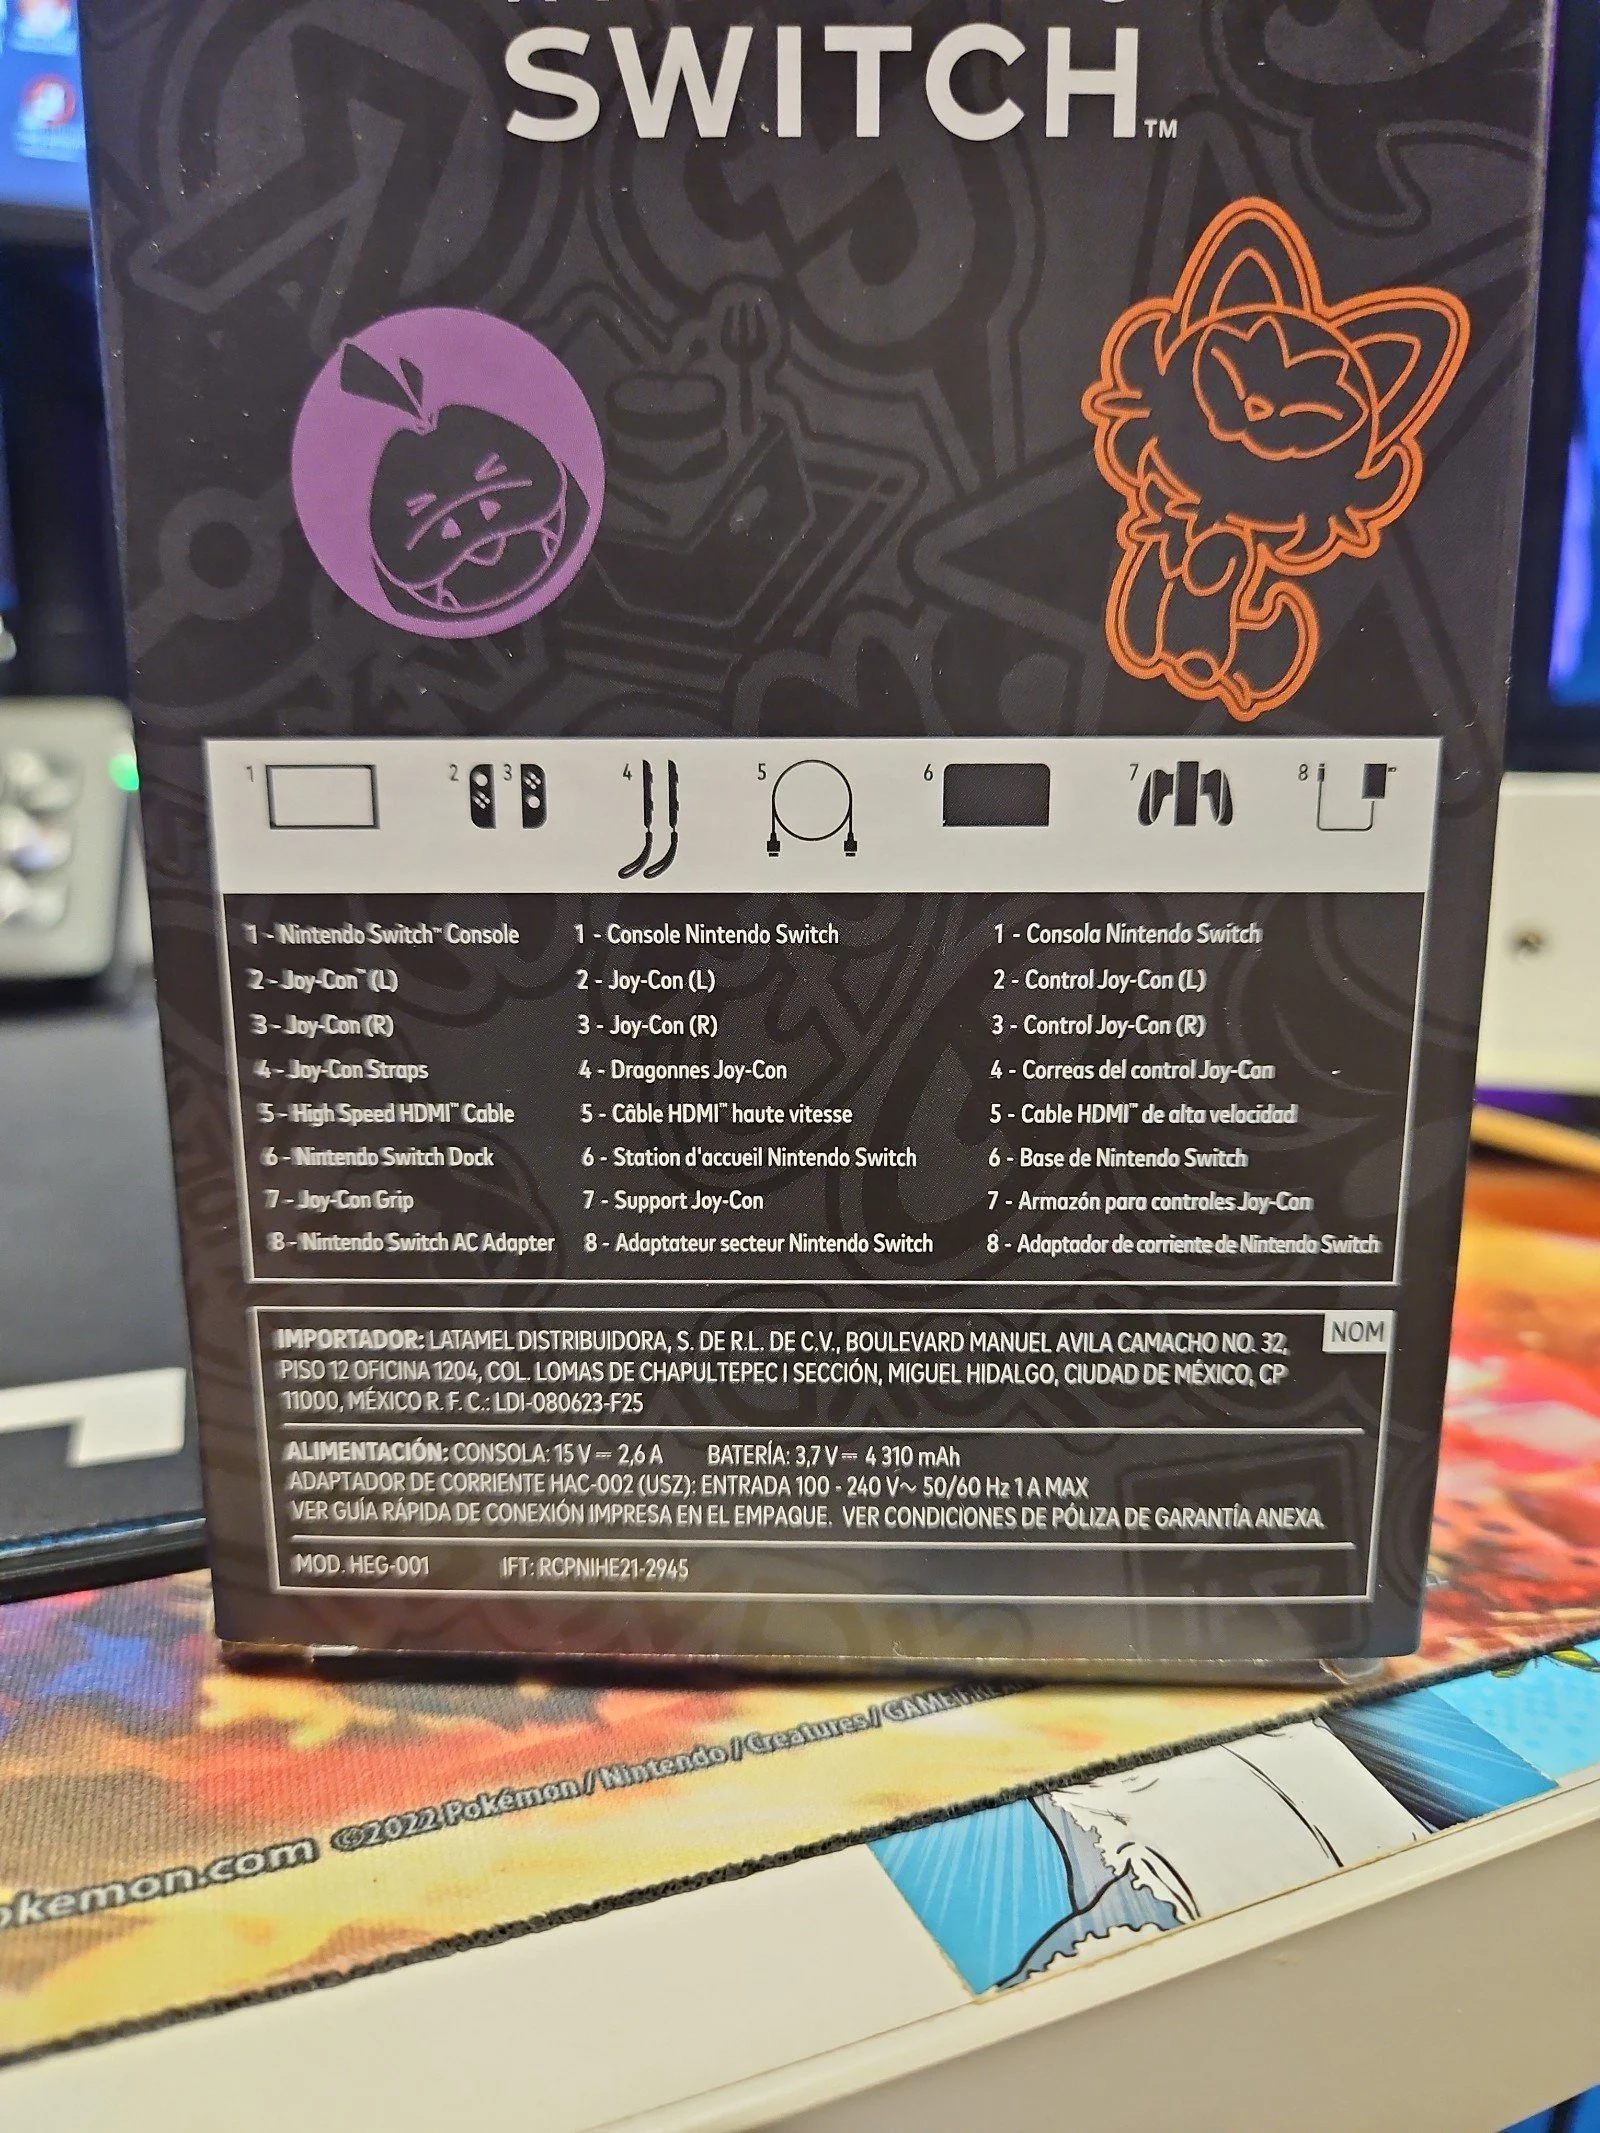 SWITCH™
1 2 3 4 5 6 7 8
1 - Nintendo Switch™ Console
2 - Joy-Con™ (L)
3 - Joy-Con (R)
4 - Joy-Con Straps
5 - High Speed HDMI™ Cable
6 - Nintendo Switch Dock
7 - Joy-Con Grip
8 - Nintendo Switch AC Adapter
1 - Console Nintendo Switch
2 - Joy-Con (L)
3 - Joy-Con (R)
4 - Dragonnes Joy-Con
5 - Câble HDMI™ haute vitesse
6 - Station d'accueil Nintendo Switch
7 - Support Joy-Con
8 - Adaptateur secteur Nintendo Switch
1 - Consola Nintendo Switch
2 - Control Joy-Con (L)
3 - Control Joy-Con (R)
4 - Correas del control Joy-Con
5 - Cable HDMI™ de alta velocidad
6 - Base de Nintendo Switch
7 - Armazón para controles Joy-Con
8 - Adaptador de corriente de Nintendo Switch
NOM
IMPORTADOR: LATAMEL DISTRIBUIDORA, S. DE R.L. DE C.V., BOULEVARD MANUEL AVILA CAMACHO NO. 32,
PISO 12 OFICINA 1204, COL. LOMAS DE CHAPULTEPEC I SECCIÓN, MIGUEL HIDALGO, CIUDAD DE MÉXICO, CP
11000, MÉXICO R. F. C.: LDI-080623-F25
ALIMENTACIÓN: CONSOLA: 15 V ⎓ 2,6 A BATERÍA: 3,7 V ⎓ 4 310 mAh
ADAPTADOR DE CORRIENTE HAC-002 (USZ): ENTRADA 100 - 240 V~ 50/60 Hz 1 A MAX
VER GUÍA RÁPIDA DE CONEXIÓN IMPRESA EN EL EMPAQUE. VER CONDICIONES DE PÓLIZA DE GARANTÍA ANEXA.
MOD. HEG-001 IFT: RCPNIHE21-2945
okemon.com ©2022 Pokémon / Nintendo / Creatures / GAME